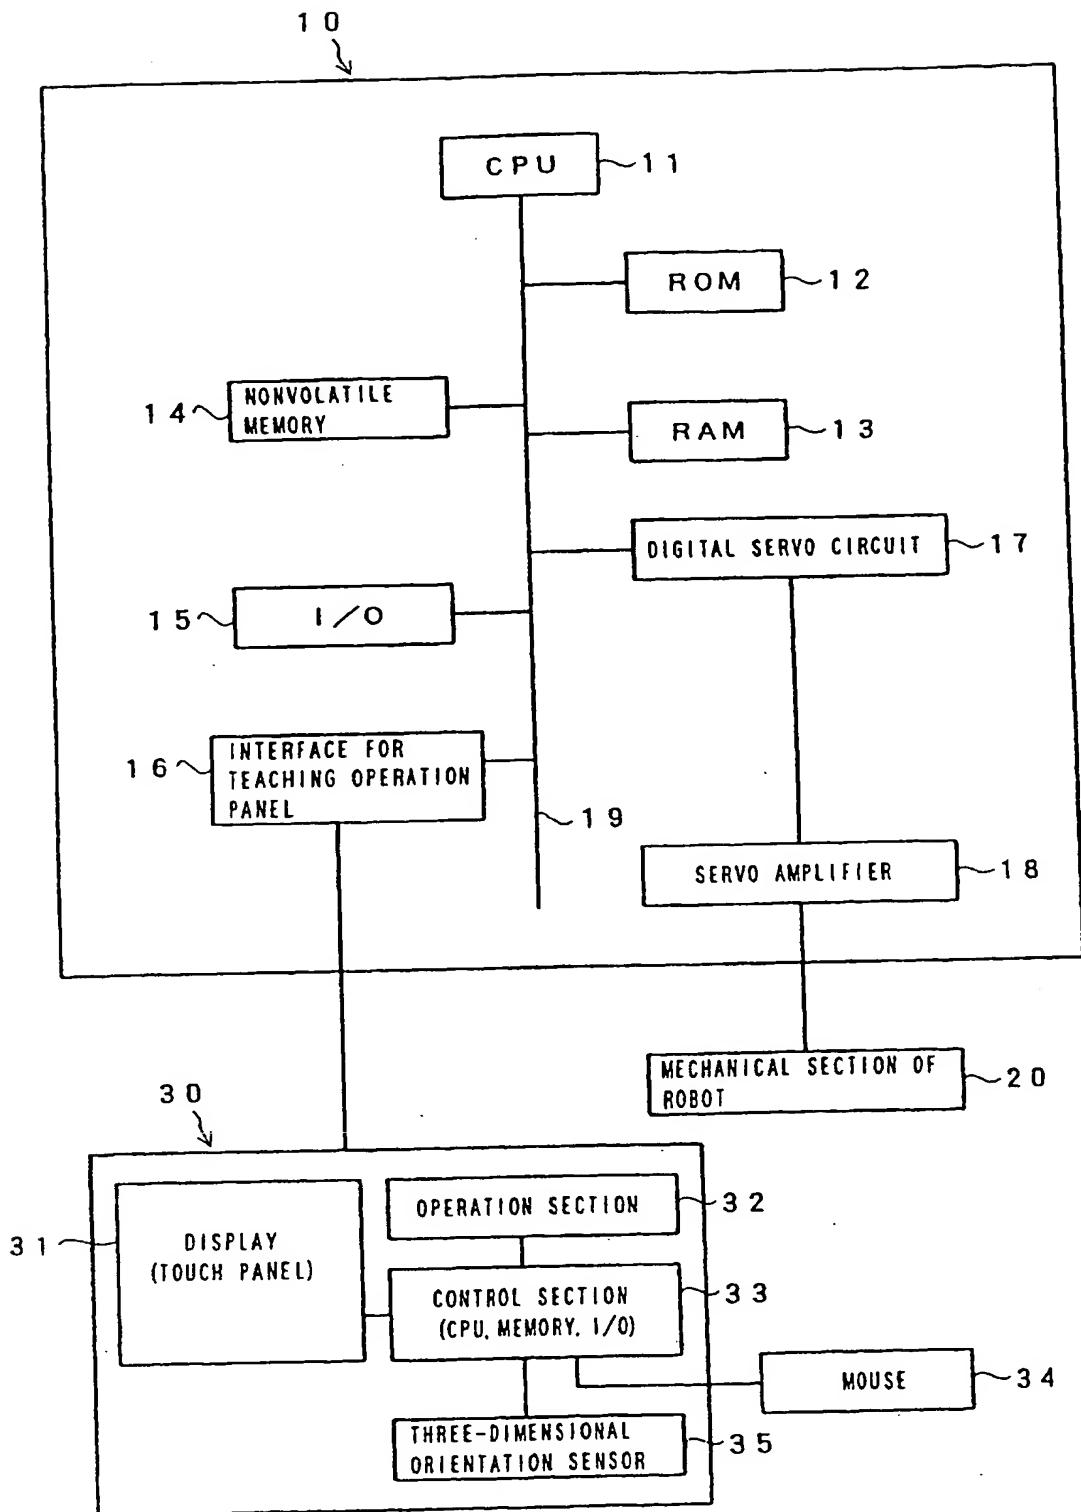 10
CPU
11
ROM
12
NONVOLATILE
MEMORY
14
RAM
13
DIGITAL SERVO CIRCUIT
17
I/O
15
INTERFACE FOR
TEACHING OPERATION
PANEL
16
19
SERVO AMPLIFIER
18
MECHANICAL SECTION OF
ROBOT
20
30
OPERATION SECTION
32
31
DISPLAY
(TOUCH PANEL)
CONTROL SECTION
(CPU, MEMORY, I/O)
33
MOUSE
34
THREE-DIMENSIONAL
ORIENTATION SENSOR
35